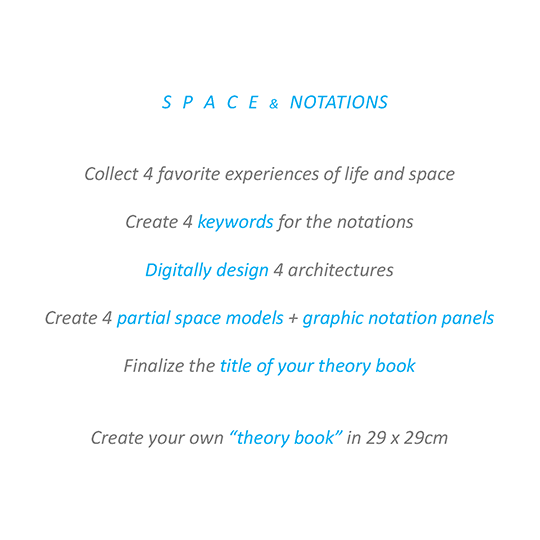 S P A C E & NOTATIONS
Collect 4 favorite experiences of life and space
Create 4 keywords for the notations
Digitally design 4 architectures
Create 4 partial space models + graphic notation panels
Finalize the title of your theory book
Create your own “theory book” in 29 x 29cm